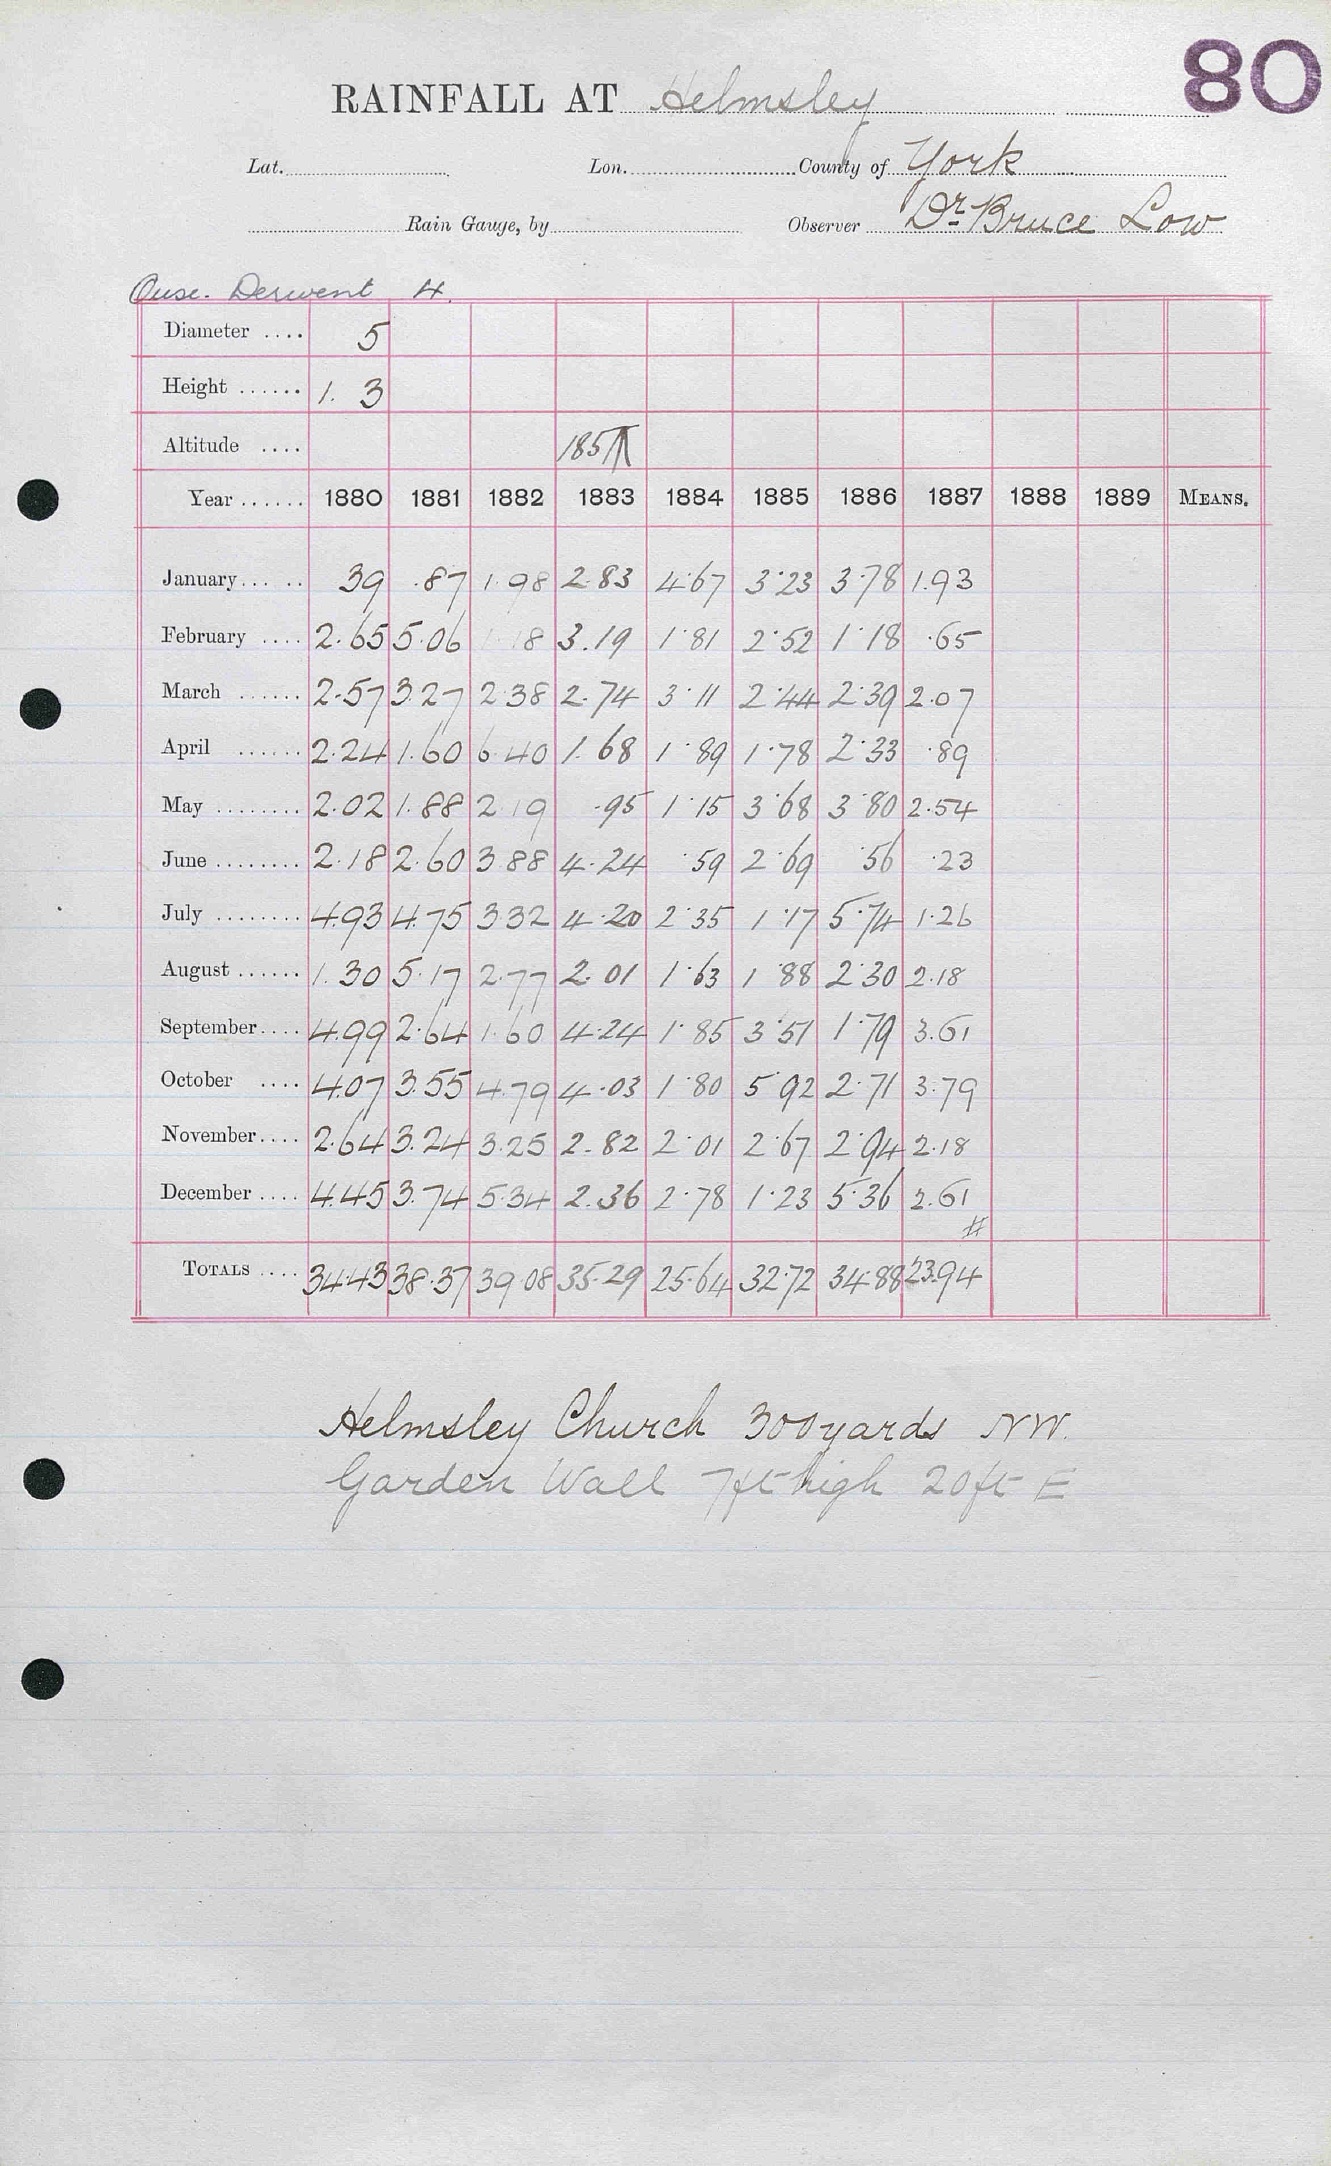 80
RAINFALL AT Helmsley
Lat. Lon. County of York
Rain Gauge, by Observer Dr. Bruce Low
Ouse. Derwent 4.
Diameter .... 5
Height ...... 1. 3
Altitude .... 185
Year ...... 1880 1881 1882 1883 1884 1885 1886 1887 1888 1889 MEANS.
January... .. 39 .87 1.98 2.83 4.67 3.23 3.78 1.93
February .... 2.65 5.06 1.18 3.19 1.81 2.52 1.18 .65
March ...... 2.57 3.27 2.38 2.74 3.11 2.44 2.39 2.07
April ...... 2.24 1.60 6.40 1.68 1.89 1.78 2.33 .89
May ........ 2.02 1.88 2.19 .95 1.15 3.68 3.80 2.54
June ........ 2.18 2.60 3.88 4.24 .59 2.69 .56 .23
July ........ 4.93 4.75 3.32 4.20 2.35 1.17 5.74 1.26
August ...... 1.30 5.17 2.77 2.01 1.63 1.88 2.30 2.18
September.... 4.99 2.64 1.60 4.24 1.85 3.51 1.79 3.61
October .... 4.07 3.55 4.79 4.03 1.80 5.92 2.71 3.79
November.... 2.64 3.24 3.25 2.82 2.01 2.67 2.94 2.18
December .... 4.45 3.74 5.34 2.36 2.78 1.23 5.36 2.61
#
TOTALS .... 34.43 38.37 39.08 35.29 25.64 32.72 34.88 23.94
Helmsley Church 300 yards NW.
Garden Wall 7ft high 20ft E